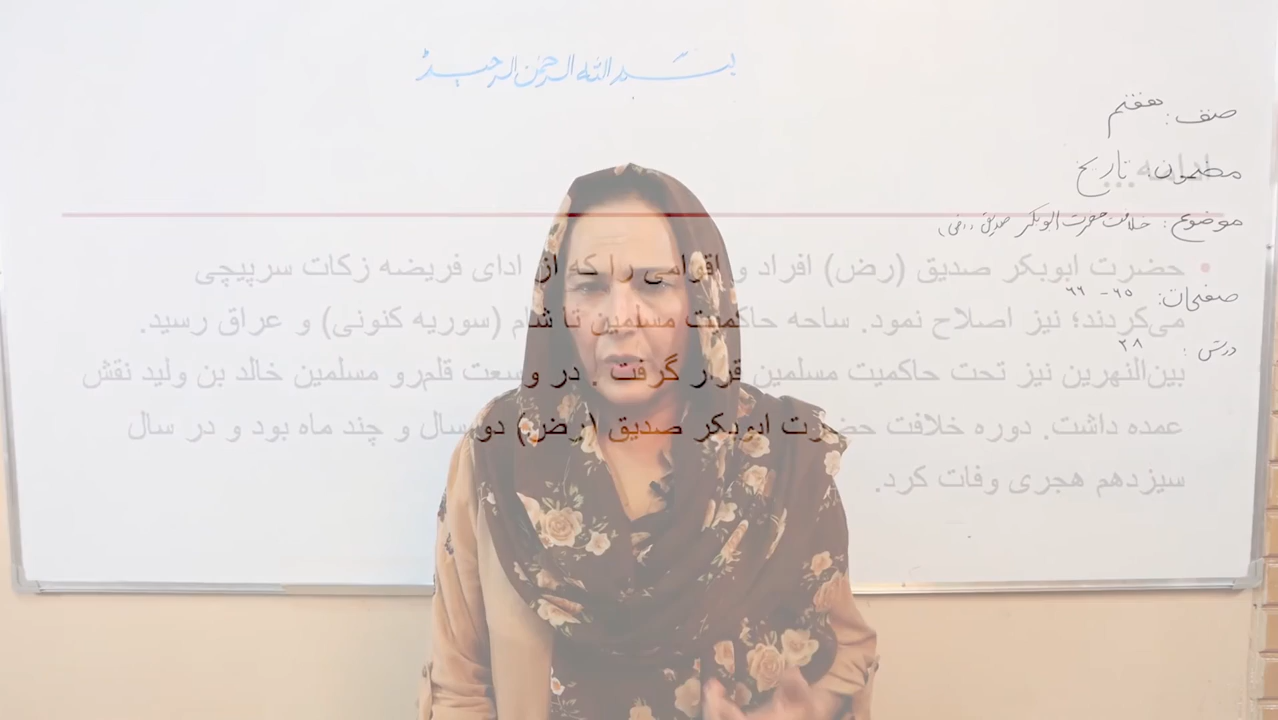 بسم الله الرحمن الرحیم
صنف: هفتم
مضمون: تاریخ
ادامه...
موضوع: خلافت حضرت ابوبکر صدیق (رض)
صفحات: ۶۵-۶۶
درس: ۲۸
• حضرت ابوبکر صدیق (رض) افراد و اقوامی را که از ادای فریضه زکات سرپیچی
می‌کردند؛ نیز اصلاح نمود. ساحه حاکمیت مسلمین تا شام (سوریه کنونی) و عراق رسید.
بین‌النهرین نیز تحت حاکمیت مسلمین قرار گرفت. در وسعت قلمرو مسلمین خالد بن ولید نقش
عمده داشت. دوره خلافت حضرت ابوبکر صدیق (رض) دو سال و چند ماه بود و در سال
سیزدهم هجری وفات کرد.